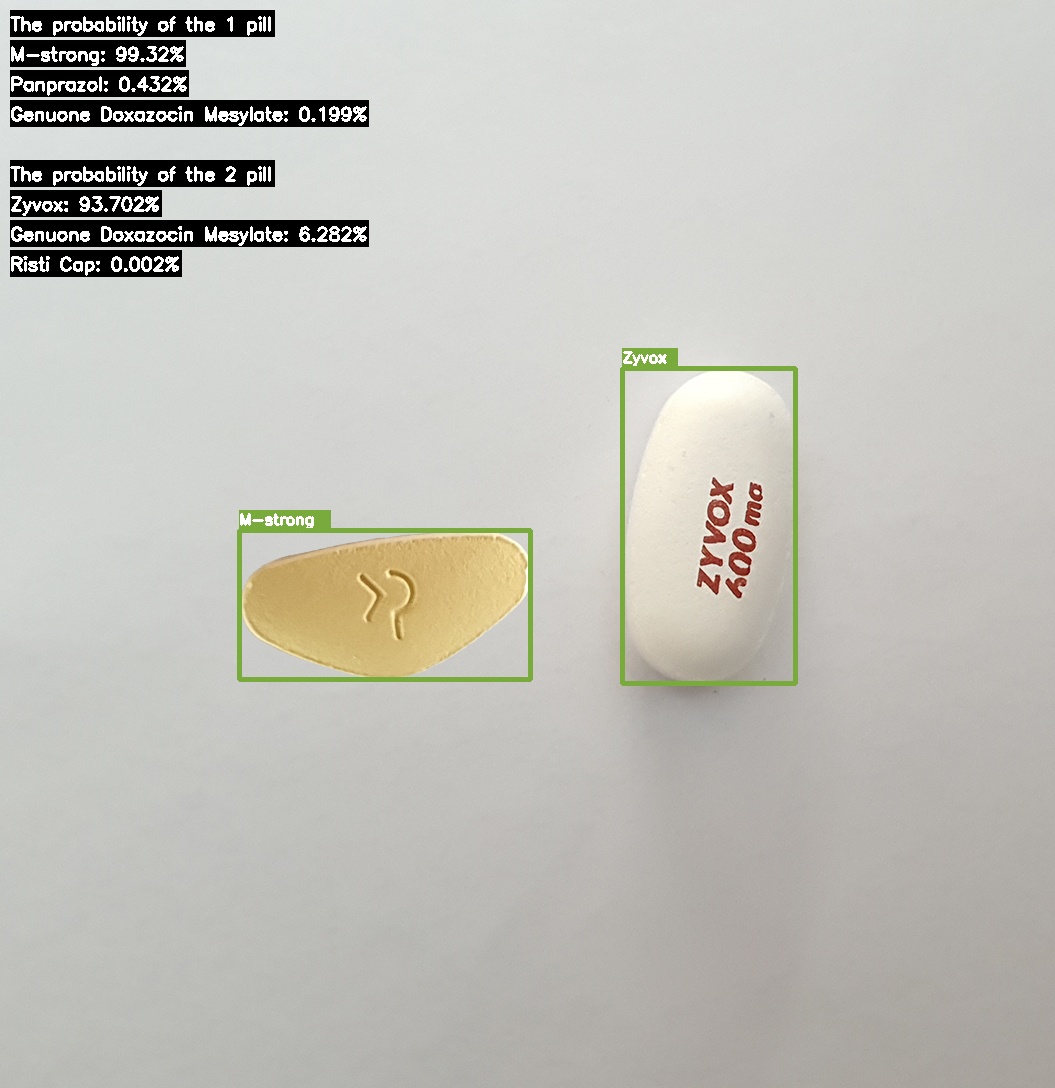 The probability of the 1 pill
M-strong: 99.32%
Panprazol: 0.432%
Genuone Doxazocin Mesylate: 0.199%
The probability of the 2 pill
Zyvox: 93.702%
Genuone Doxazocin Mesylate: 6.282%
Risti Cap: 0.002%
Zyvox
ZYVOX
600 mg
M-strong